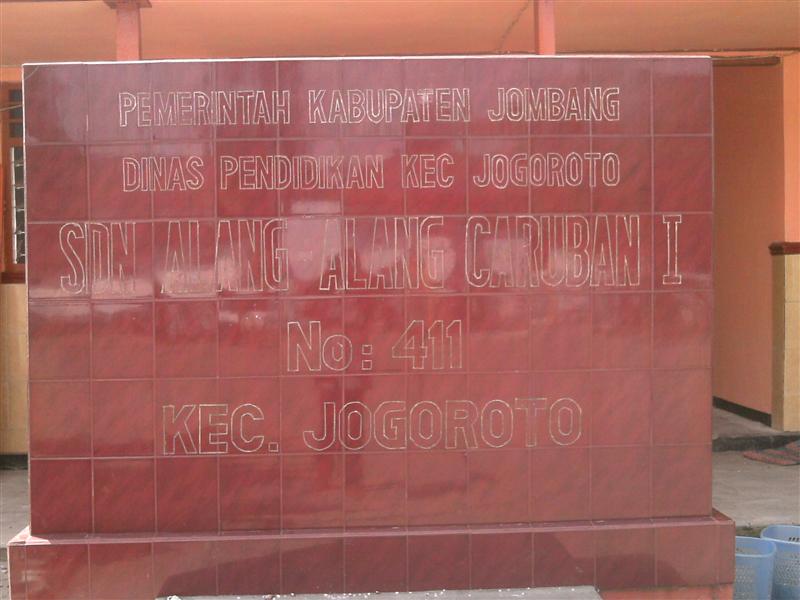 PEMERINTAH KABUPATEN JOMBANG
DINAS PENDIDIKAN KEC JOGOROTO
SDN ALANG-ALANG CARUBAN I
No: 411
KEC. JOGOROTO